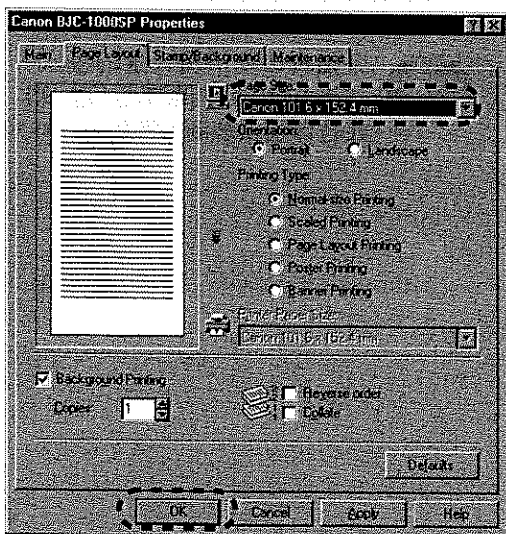 Canon BJC-1000SP Properties
Main Page Layout Stamp/Background Maintenance
Page Size:
Canon 101.6 x 152.4 mm
Orientation:
Portrait Landscape
Printing Type:
Normal-size Printing
Scaled Printing
Page Layout Printing
Poster Printing
Banner Printing
Printer Paper Size:
Canon 101.6 x 152.4 mm
Background Printing
Copies: 1
Reverse order
Collate
Defaults
OK Cancel Apply Help